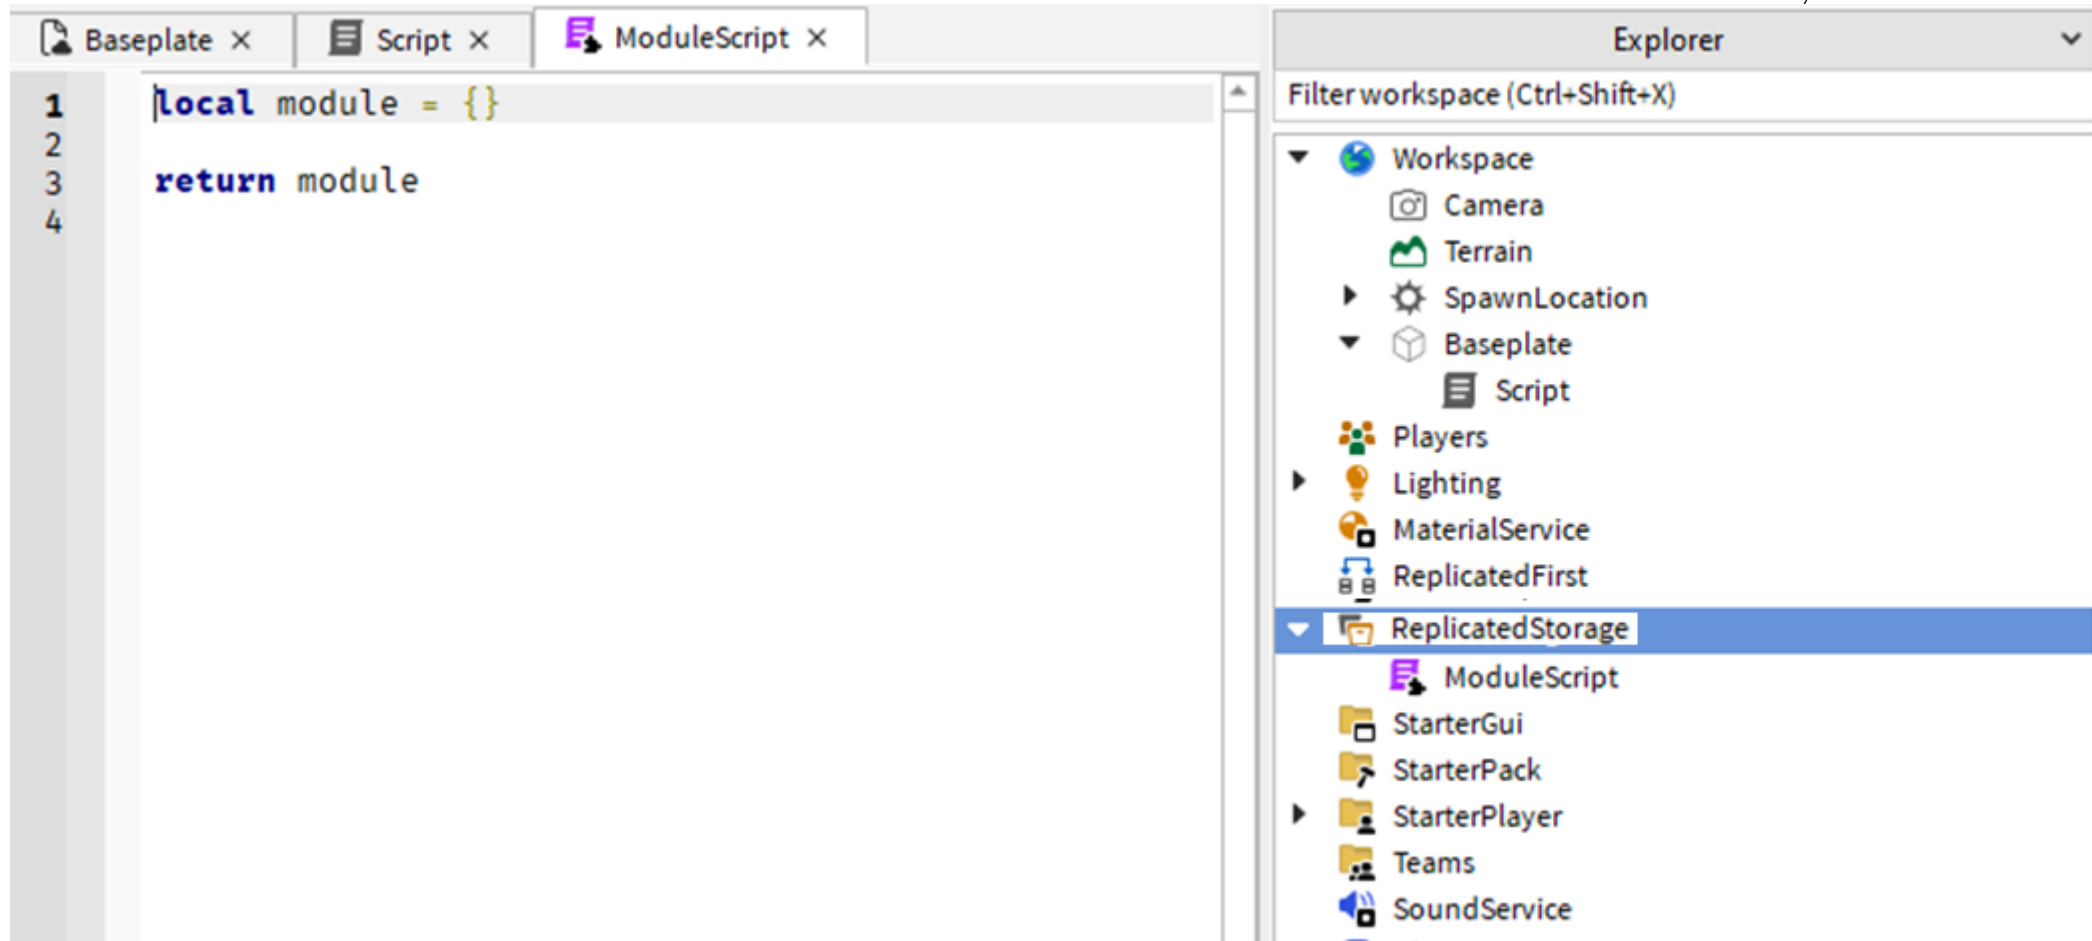 Baseplate × Script × ModuleScript ×
1 local module = {}
2
3 return module
4
Explorer
Filter workspace (Ctrl+Shift+X)
Workspace
Camera
Terrain
SpawnLocation
Baseplate
Script
Players
Lighting
MaterialService
ReplicatedFirst
ReplicatedStorage
ModuleScript
StarterGui
StarterPack
StarterPlayer
Teams
SoundService